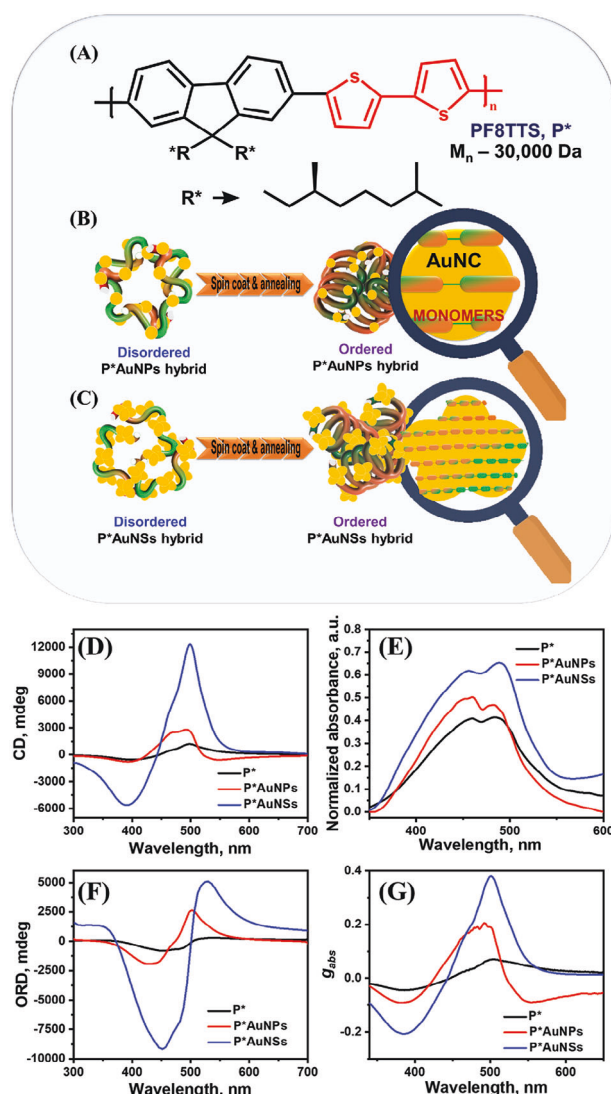 (A)
S
S
n
*R R*
PF8TTS, P*
Mn – 30,000 Da
R*
(B)
Spin coat & annealing
AuNC
MONOMERS
Disordered
P*AuNPs hybrid
Ordered
P*AuNPs hybrid
(C)
Spin coat & annealing
Disordered
P*AuNSs hybrid
Ordered
P*AuNSs hybrid
(D)
CD, mdeg
12000
9000
6000
3000
0
-3000
-6000
P*
P*AuNPs
P*AuNSs
300 400 500 600 700
Wavelength, nm
(E)
Normalized absorbance, a.u.
0.8
0.7
0.6
0.5
0.4
0.3
0.2
0.1
0.0
P*
P*AuNPs
P*AuNSs
400 500 600
Wavelength, nm
(F)
ORD, mdeg
5000
2500
0
-2500
-5000
-7500
-10000
P*
P*AuNPs
P*AuNSs
300 400 500 600 700
Wavelength, nm
(G)
gabs
0.4
0.2
0.0
-0.2
P*
P*AuNPs
P*AuNSs
400 500 600
Wavelength, nm